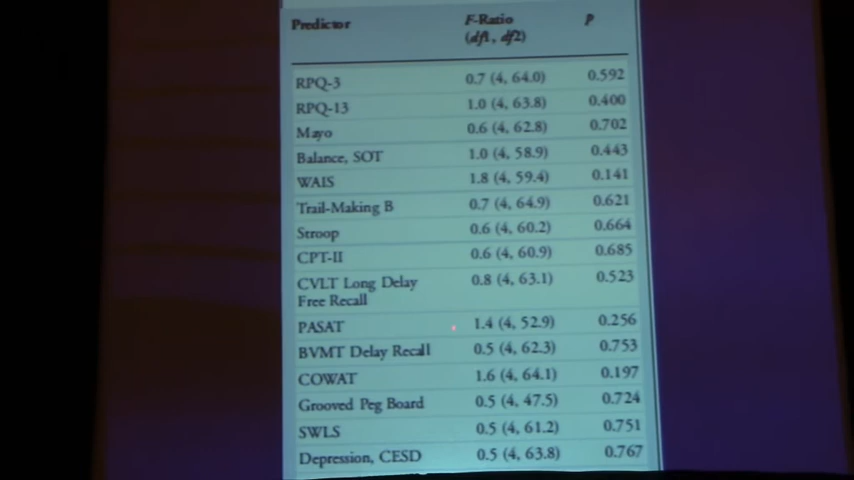 Predictor F-Ratio P
(df1, df2)
RPQ-3 0.7 (4, 64.0) 0.592
RPQ-13 1.0 (4, 63.8) 0.400
Mayo 0.6 (4, 62.8) 0.702
Balance, SOT 1.0 (4, 58.9) 0.443
WAIS 1.8 (4, 59.4) 0.141
Trail-Making B 0.7 (4, 64.9) 0.621
Stroop 0.6 (4, 60.2) 0.664
CPT-II 0.6 (4, 60.9) 0.685
CVLT Long Delay 0.8 (4, 63.1) 0.523
Free Recall
PASAT 1.4 (4, 52.9) 0.256
BVMT Delay Recall 0.5 (4, 62.3) 0.753
COWAT 1.6 (4, 64.1) 0.197
Grooved Peg Board 0.5 (4, 47.5) 0.724
SWLS 0.5 (4, 61.2) 0.751
Depression, CESD 0.5 (4, 63.8) 0.767